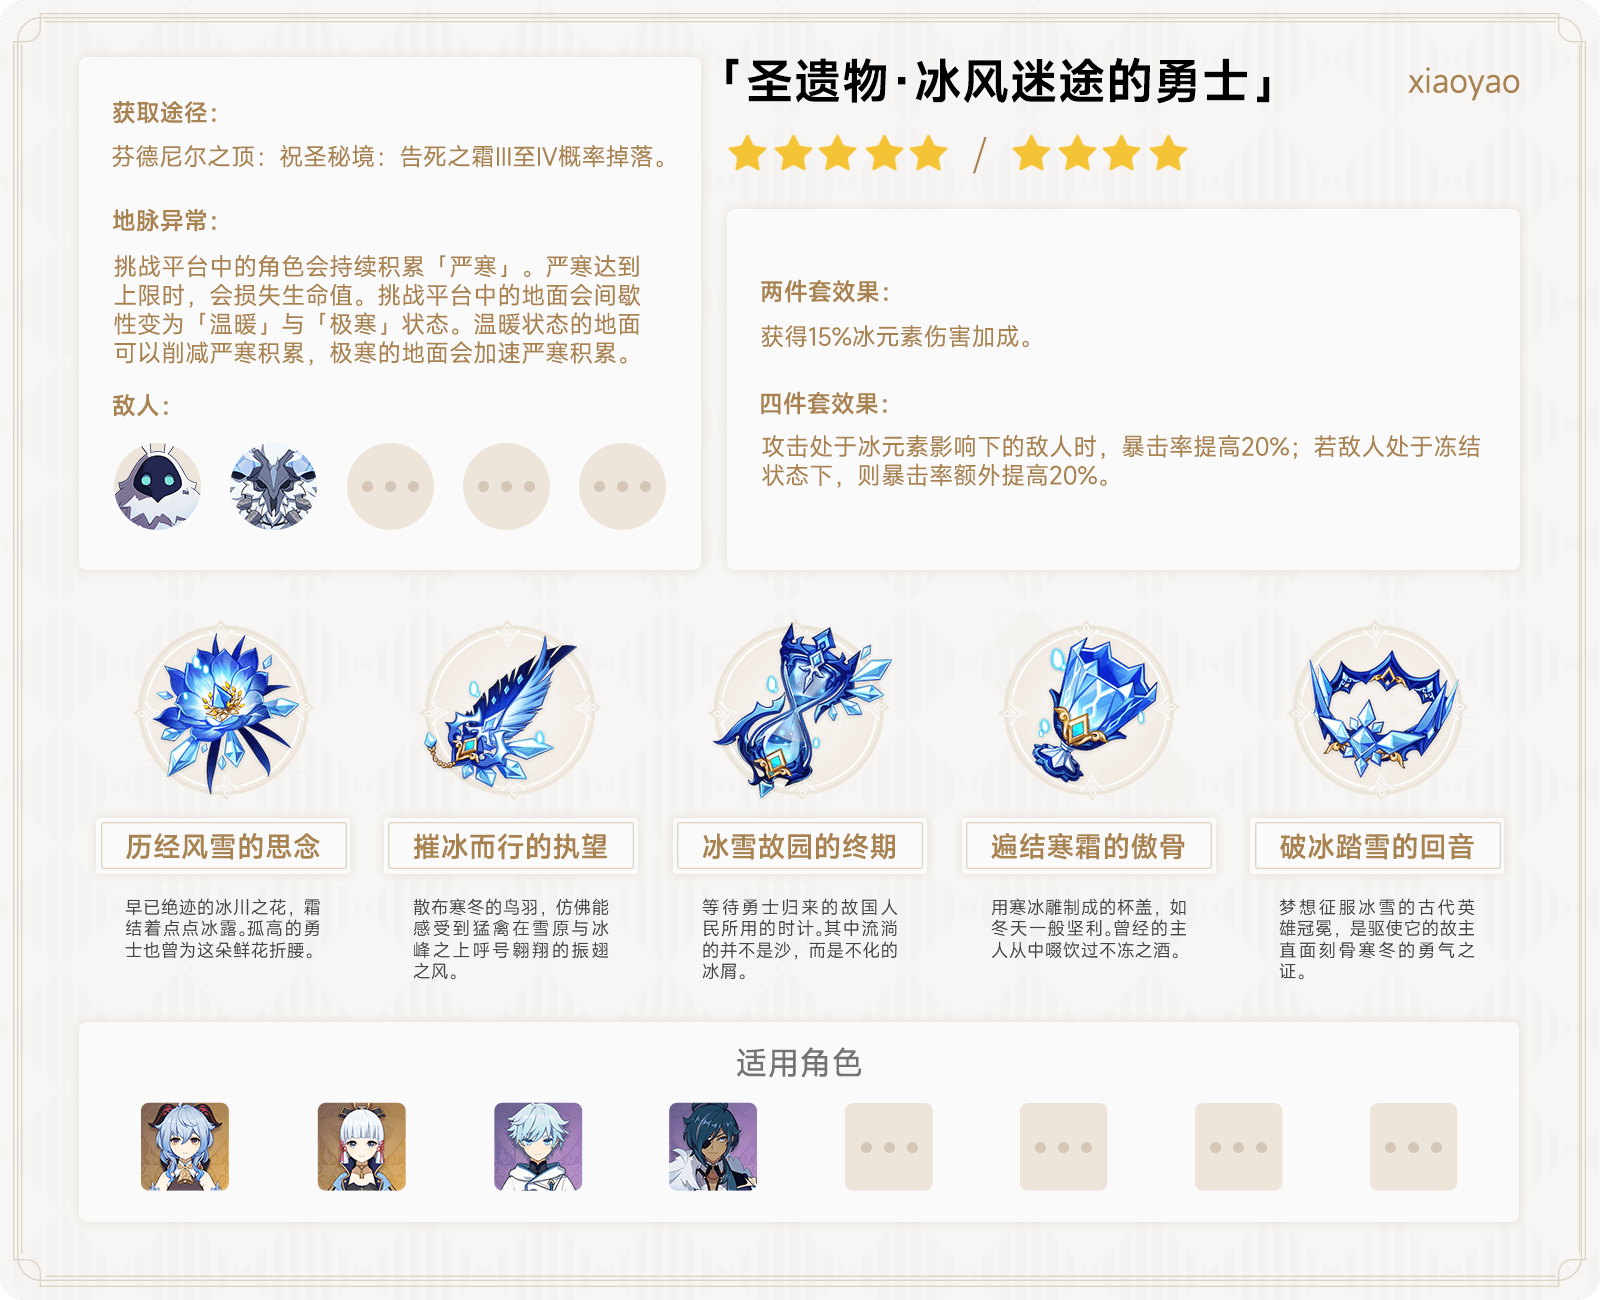 获取途径：
芬德尼尔之顶：祝圣秘境：告死之霜III至IV概率掉落。
地脉异常：
挑战平台中的角色会持续积累「严寒」。严寒达到
上限时，会损失生命值。挑战平台中的地面会间歇
性变为「温暖」与「极寒」状态。温暖状态的地面
可以削减严寒积累，极寒的地面会加速严寒积累。
敌人：
「圣遗物·冰风迷途的勇士」
xiaoyao
/
两件套效果：
获得15%冰元素伤害加成。
四件套效果：
攻击处于冰元素影响下的敌人时，暴击率提高20%；若敌人处于冻结
状态下，则暴击率额外提高20%。
历经风雪的思念
早已绝迹的冰川之花，霜
结着点点冰露。孤高的勇
士也曾为这朵鲜花折腰。
摧冰而行的执望
散布寒冬的鸟羽，仿佛能
感受到猛禽在雪原与冰
峰之上呼号翱翔的振翅
之风。
冰雪故园的终期
等待勇士归来的故国人
民所用的时计。其中流淌
的并不是沙，而是不化的
冰屑。
遍结寒霜的傲骨
用寒冰雕制成的杯盖，如
冬天一般坚利。曾经的主
人从中啜饮过不冻之酒。
破冰踏雪的回音
梦想征服冰雪的古代英
雄冠冕，是驱使它的故主
直面刻骨寒冬的勇气之
证。
适用角色